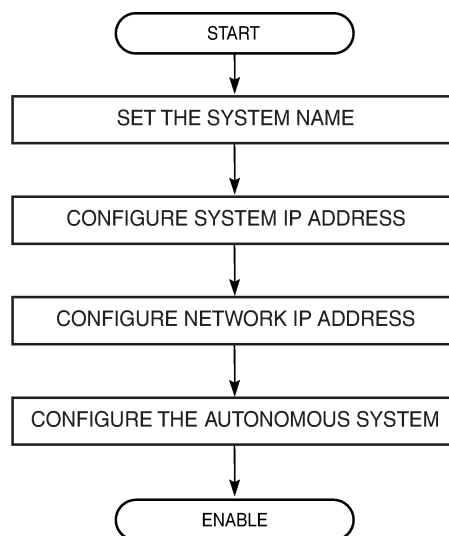 START
SET THE SYSTEM NAME
CONFIGURE SYSTEM IP ADDRESS
CONFIGURE NETWORK IP ADDRESS
CONFIGURE THE AUTONOMOUS SYSTEM
ENABLE